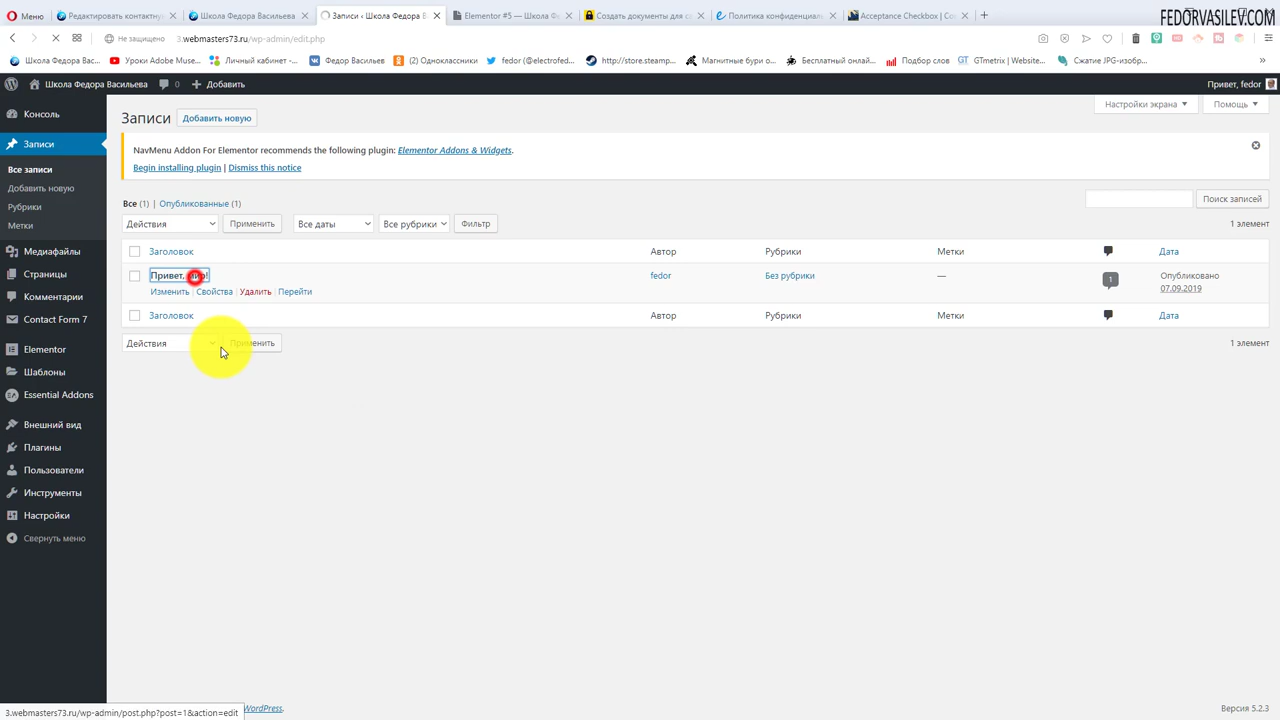 Меню
Редактировать контактну
Школа Федора Васильева
Записи ‹ Школа Федора В
Elementor #5 — Школа Ф
Создать документы для с
Политика конфиденциаль
Acceptance Checkbox | Con
FEDORVASILEV.COM
Не защищено
3.webmasters73.ru/wp-admin/edit.php
Школа Федора Вас...
Уроки Adobe Muse...
Личный кабинет -...
Федор Васильев
(2) Одноклассники
fedor (@electrofed...
http://store.steamp...
Магнитные бури о...
Бесплатный онлай...
Подбор слов
GTmetrix | Website...
Сжатие JPG-изобр...
Школа Федора Васильева
0
Добавить
Привет, fedor
Консоль
Записи
Все записи
Добавить новую
Рубрики
Метки
Медиафайлы
Страницы
Комментарии
Contact Form 7
Elementor
Шаблоны
Essential Addons
Внешний вид
Плагины
Пользователи
Инструменты
Настройки
Свернуть меню
Настройки экрана
Помощь
Записи
Добавить новую
NavMenu Addon For Elementor recommends the following plugin: Elementor Addons & Widgets.
Begin installing plugin | Dismiss this notice
Все (1) | Опубликованные (1)
Поиск записей
Действия
Применить
Все даты
Все рубрики
Фильтр
1 элемент
Заголовок
Автор
Рубрики
Метки
Дата
Привет, мир!
fedor
Без рубрики
—
1
Опубликовано
07.09.2019
Изменить | Свойства | Удалить | Перейти
Заголовок
Автор
Рубрики
Метки
Дата
Действия
Применить
1 элемент
3.webmasters73.ru/wp-admin/post.php?post=1&action=edit
WordPress.
Версия 5.2.3